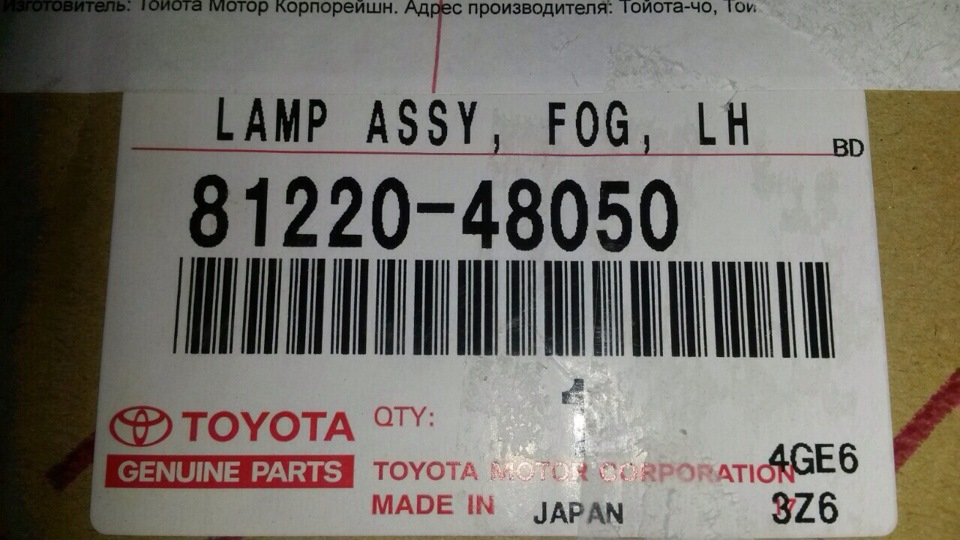 Изготовитель: Тойота Мотор Корпорейшн. Адрес производителя: Тойота-чо,
LAMP ASSY, FOG, LH
BD
81220-48050
QTY: 1
TOYOTA
GENUINE PARTS
TOYOTA MOTOR CORPORATION
4GE6
MADE IN JAPAN
3Z6